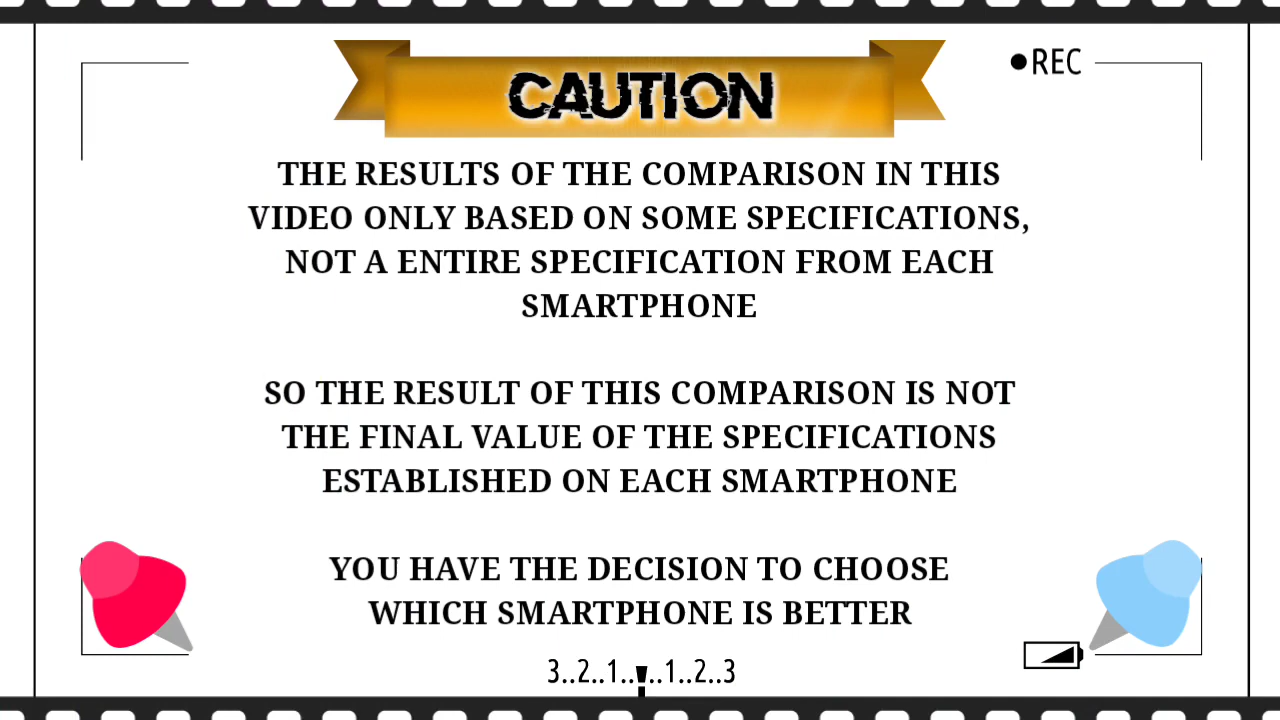 CAUTION
●REC
THE RESULTS OF THE COMPARISON IN THIS
VIDEO ONLY BASED ON SOME SPECIFICATIONS,
NOT A ENTIRE SPECIFICATION FROM EACH
SMARTPHONE
SO THE RESULT OF THIS COMPARISON IS NOT
THE FINAL VALUE OF THE SPECIFICATIONS
ESTABLISHED ON EACH SMARTPHONE
YOU HAVE THE DECISION TO CHOOSE
WHICH SMARTPHONE IS BETTER
3..2..1..▼..1..2..3